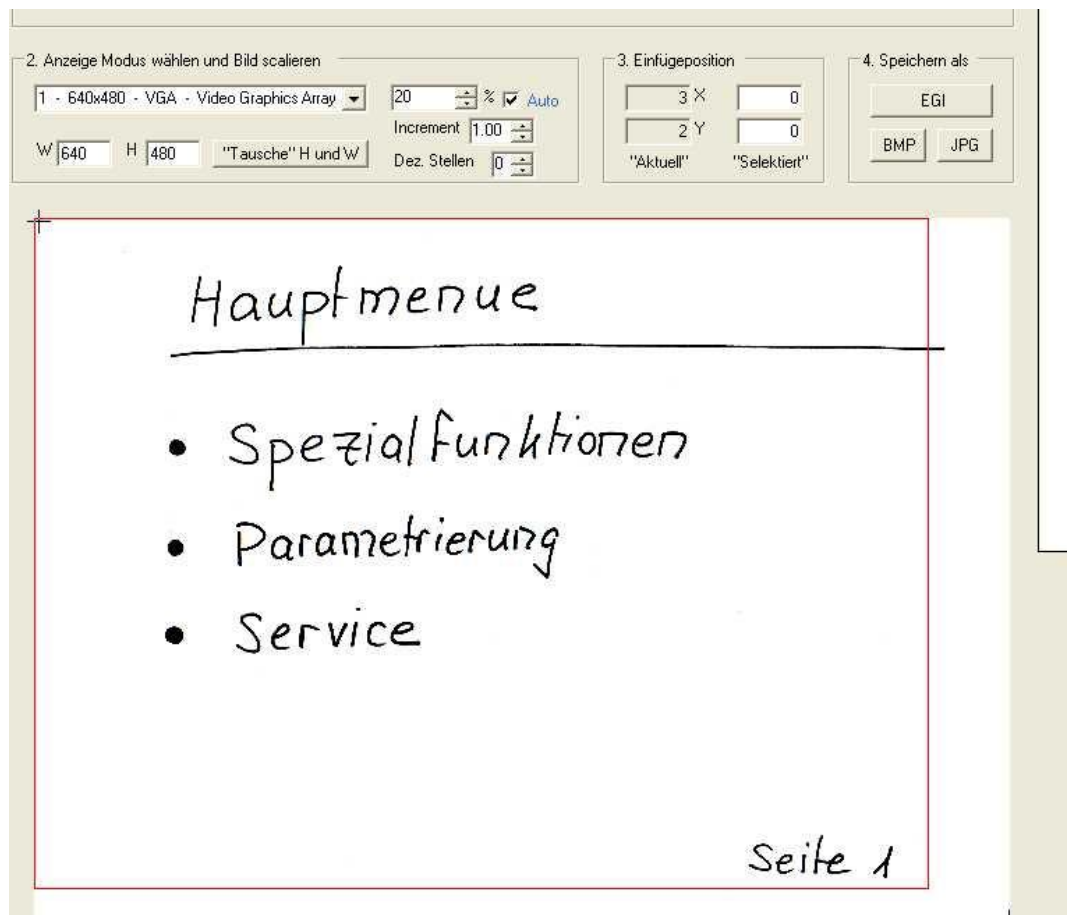 2. Anzeige Modus wählen und Bild scalieren
1 - 640x480 - VGA - Video Graphics Array
20 % Auto
Increment 1.00
W 640 H 480 "Tausche" H und W
Dez. Stellen 0
3. Einfügeposition
3 X 0
2 Y 0
"Aktuell" "Selektiert"
4. Speichern als
EGI
BMP JPG
Hauptmenue
• Spezialfunktionen
• Parametrierung
• Service
Seite 1